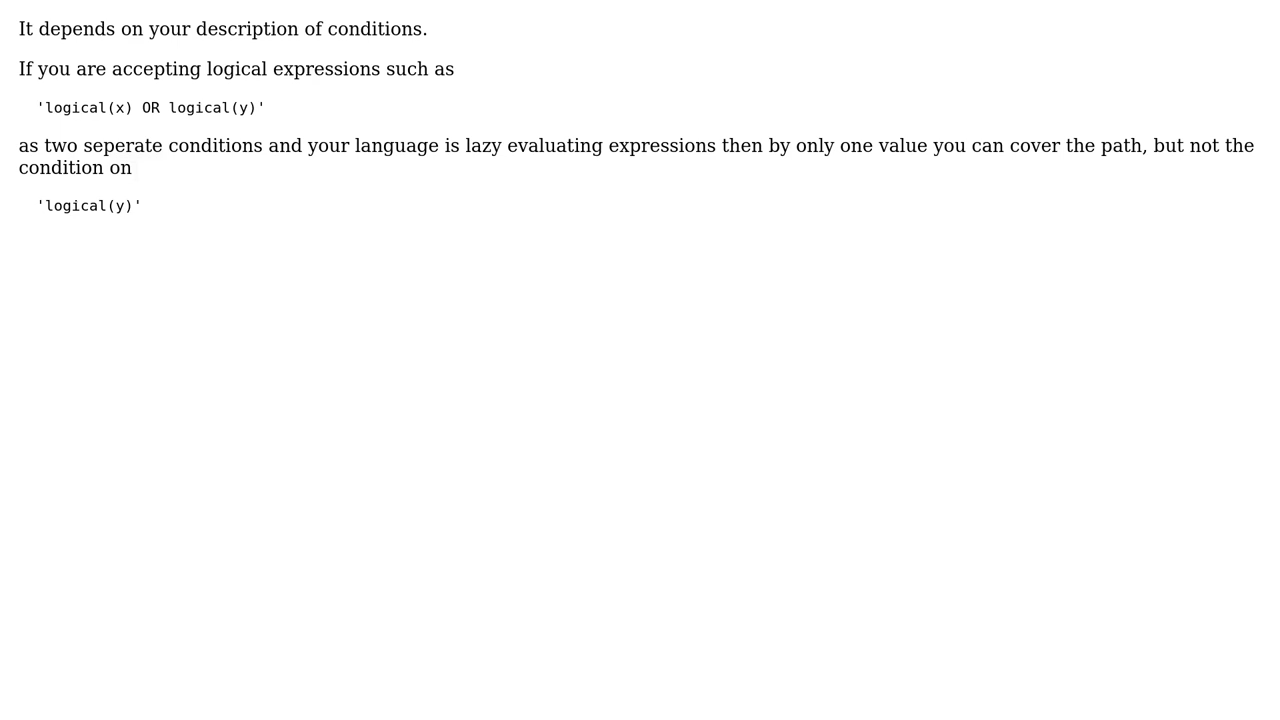 It depends on your description of conditions.
If you are accepting logical expressions such as
'logical(x) OR logical(y)'
as two seperate conditions and your language is lazy evaluating expressions then by only one value you can cover the path, but not the
condition on
'logical(y)'